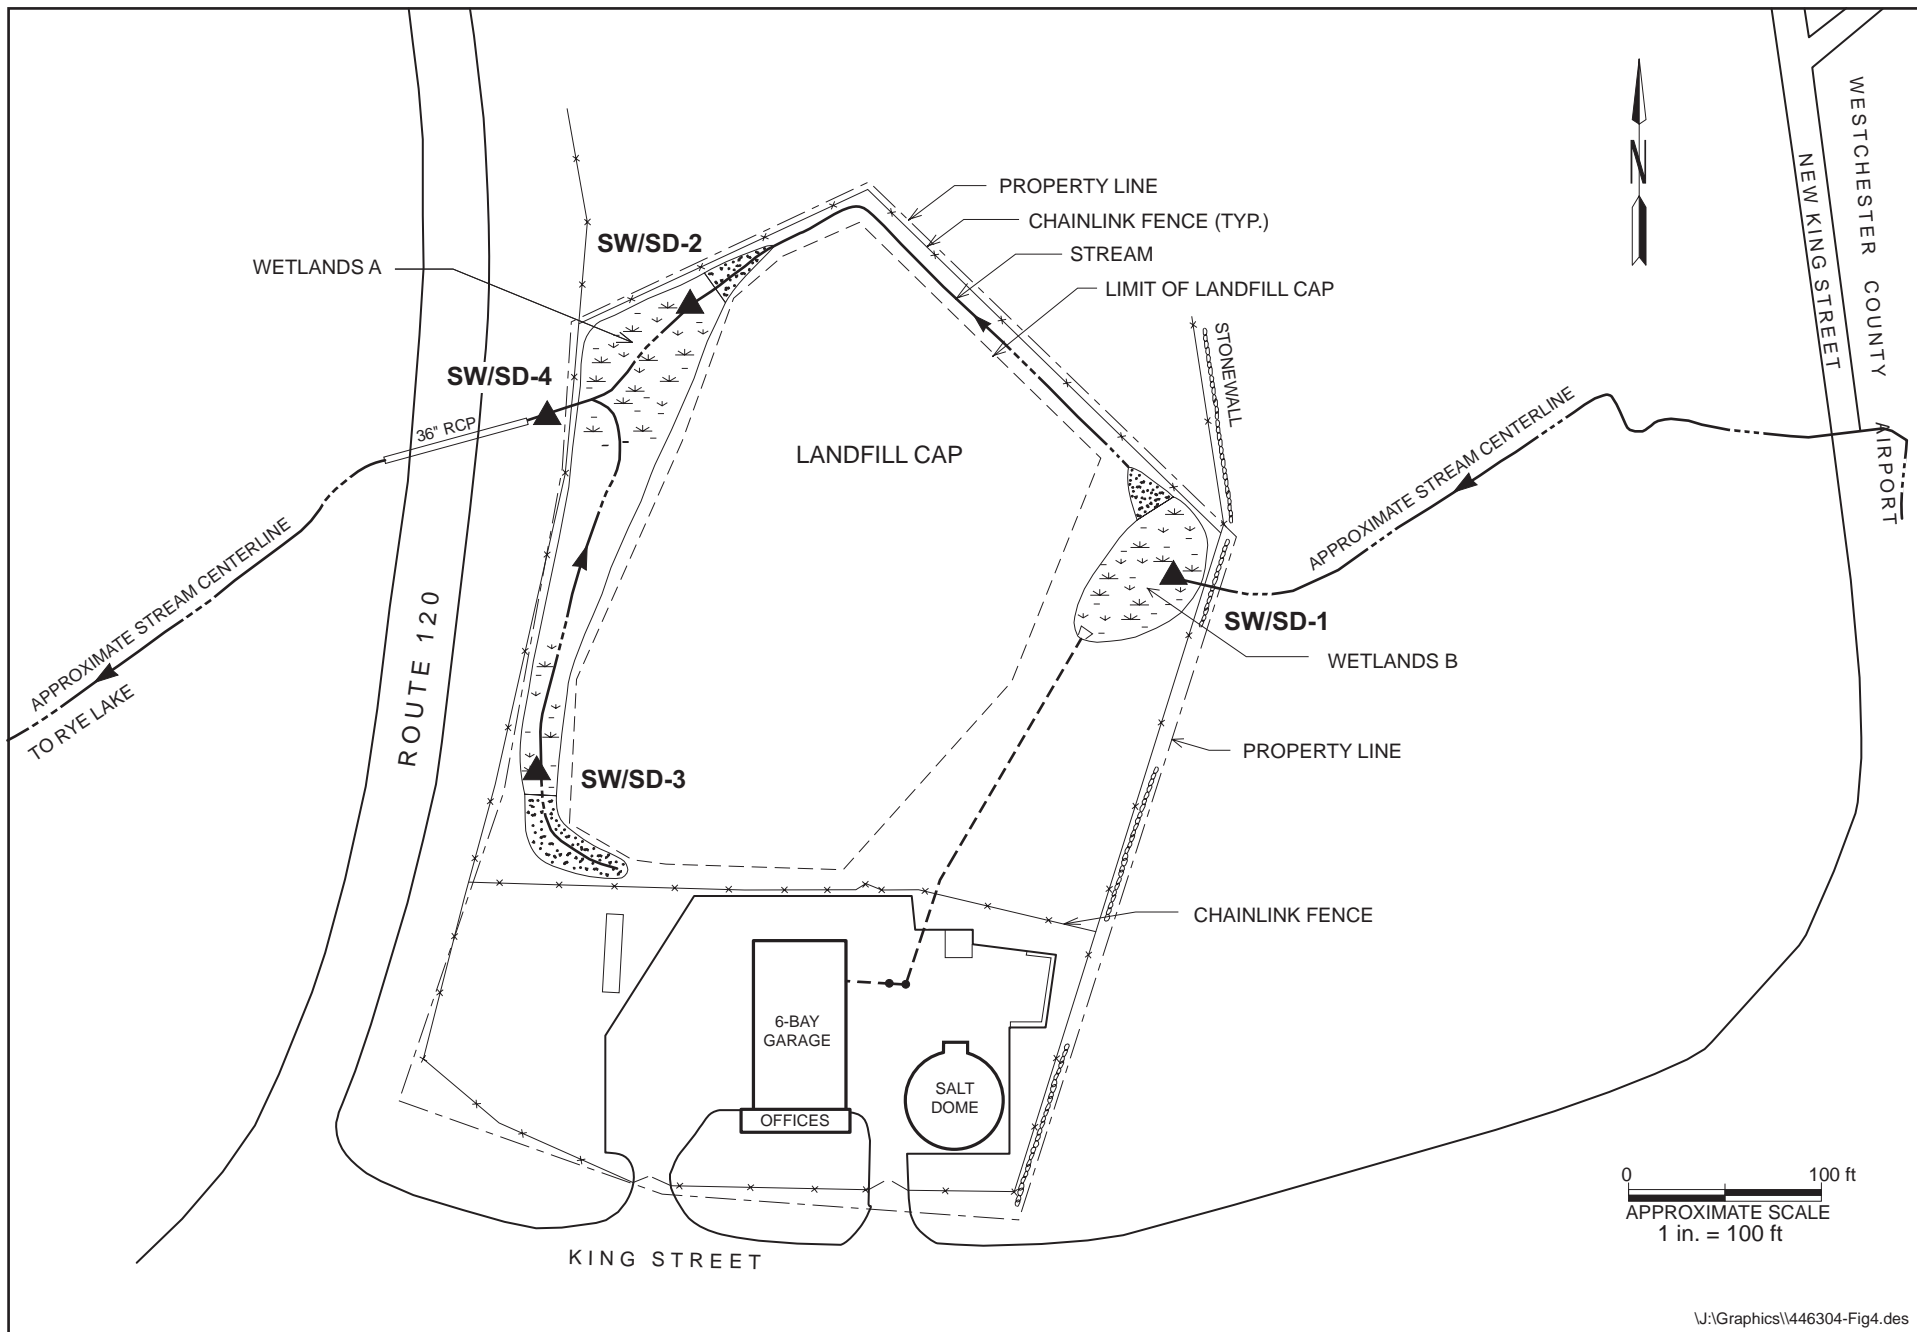 PROPERTY LINE
CHAINLINK FENCE (TYP.)
STREAM
LIMIT OF LANDFILL CAP
N
WESTCHESTER COUNTY
AIRPORT
NEW KING STREET
SW/SD-2
WETLANDS A
SW/SD-4
36" RCP
STONEWALL
LANDFILL CAP
APPROXIMATE STREAM CENTERLINE
APPROXIMATE STREAM CENTERLINE
TO RYE LAKE
ROUTE 120
SW/SD-1
WETLANDS B
PROPERTY LINE
SW/SD-3
CHAINLINK FENCE
6-BAY
GARAGE
OFFICES
SALT
DOME
KING STREET
0 100 ft
APPROXIMATE SCALE
1 in. = 100 ft
\J:\Graphics\\446304-Fig4.des